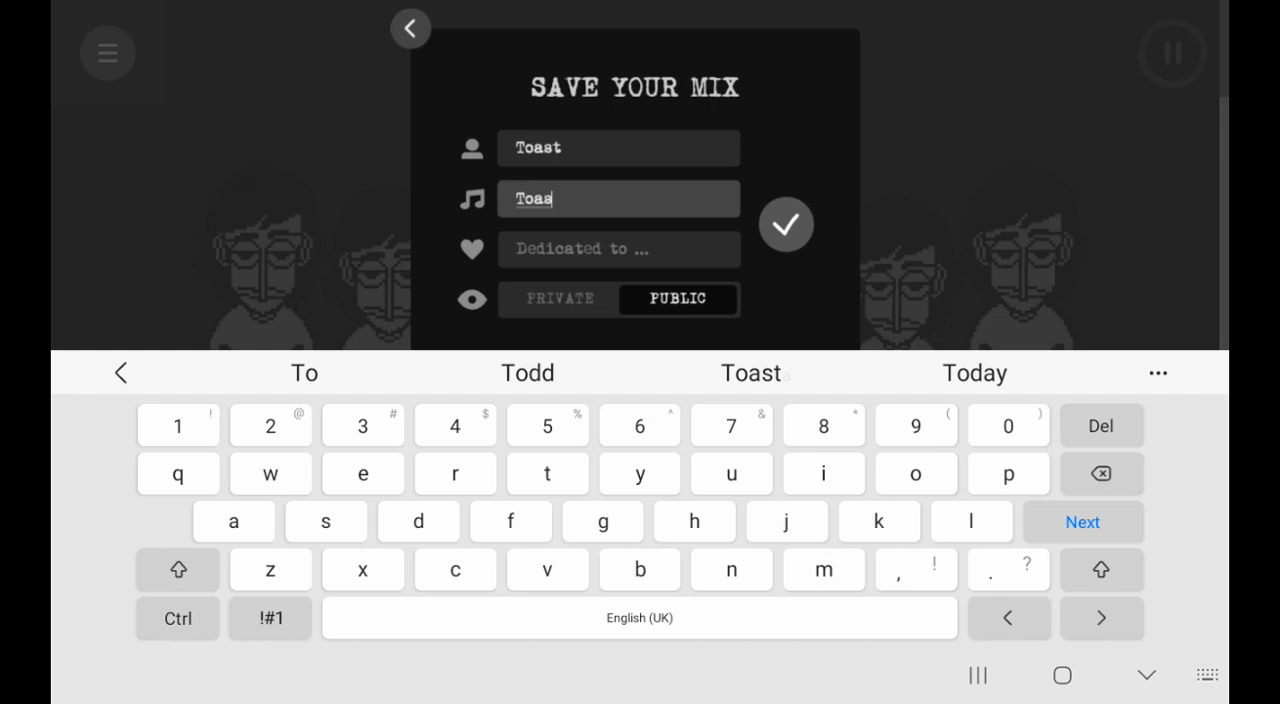 SAVE YOUR MIX
Toast
Toas
Dedicated to ...
PRIVATE PUBLIC
To Todd Toast Today ...
1 ! 2 @ 3 # 4 $ 5 % 6 ^ 7 & 8 * 9 ( 0 ) Del
q w e r t y u i o p
a s d f g h j k l Next
z x c v b n m , ! . ?
Ctrl !#1 English (UK) < >